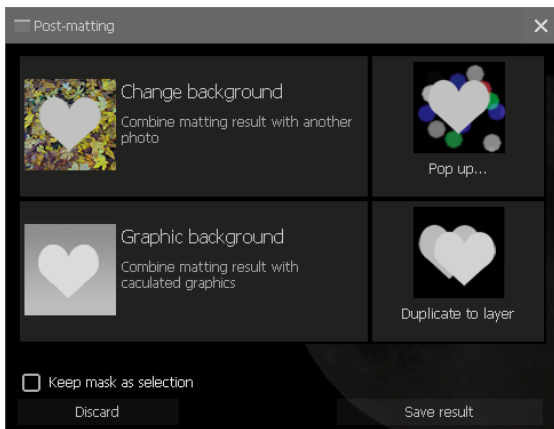 Post-matting
Change background
Combine matting result with another
photo
Pop up...
Graphic background
Combine matting result with
caculated graphics
Duplicate to layer
Keep mask as selection
Discard
Save result